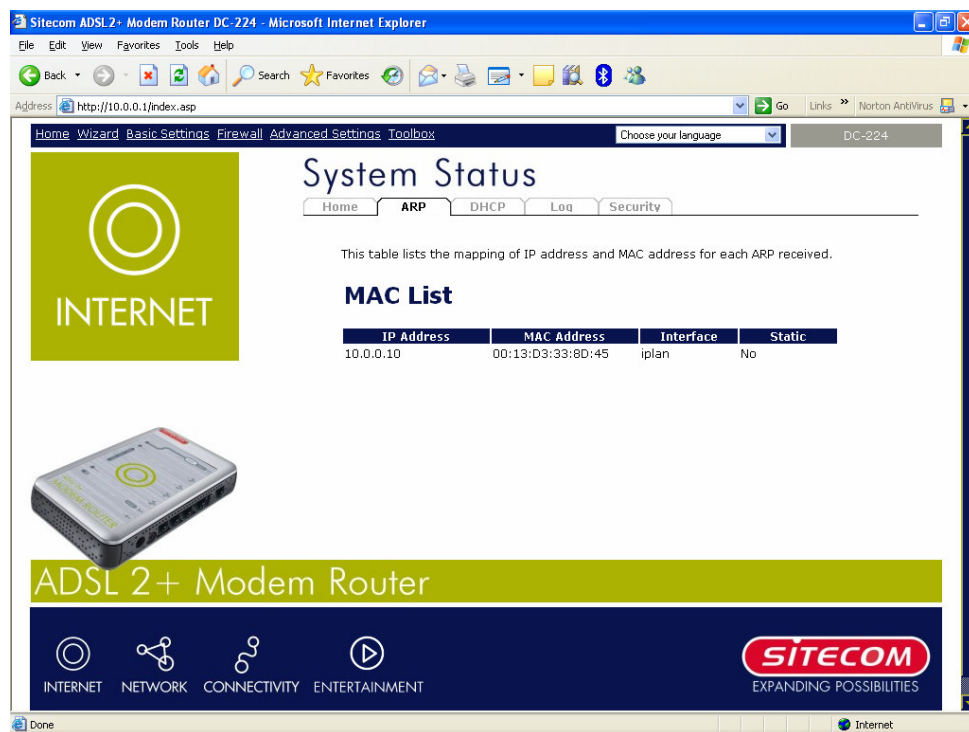 Sitecom ADSL2+ Modem Router DC-224 - Microsoft Internet Explorer
File Edit View Favorites Tools Help
Back Search Favorites
Address http://10.0.0.1/index.asp Go Links » Norton AntiVirus
Home Wizard Basic Settings Firewall Advanced Settings Toolbox Choose your language DC-224
System Status
Home ARP DHCP Log Security
This table lists the mapping of IP address and MAC address for each ARP received.
INTERNET
MAC List
IP Address MAC Address Interface Static
10.0.0.10 00:13:D3:33:8D:45 iplan No
MODEM ROUTER
ADSL 2+ Modem Router
INTERNET NETWORK CONNECTIVITY ENTERTAINMENT
SITECOM
EXPANDING POSSIBILITIES
Done Internet